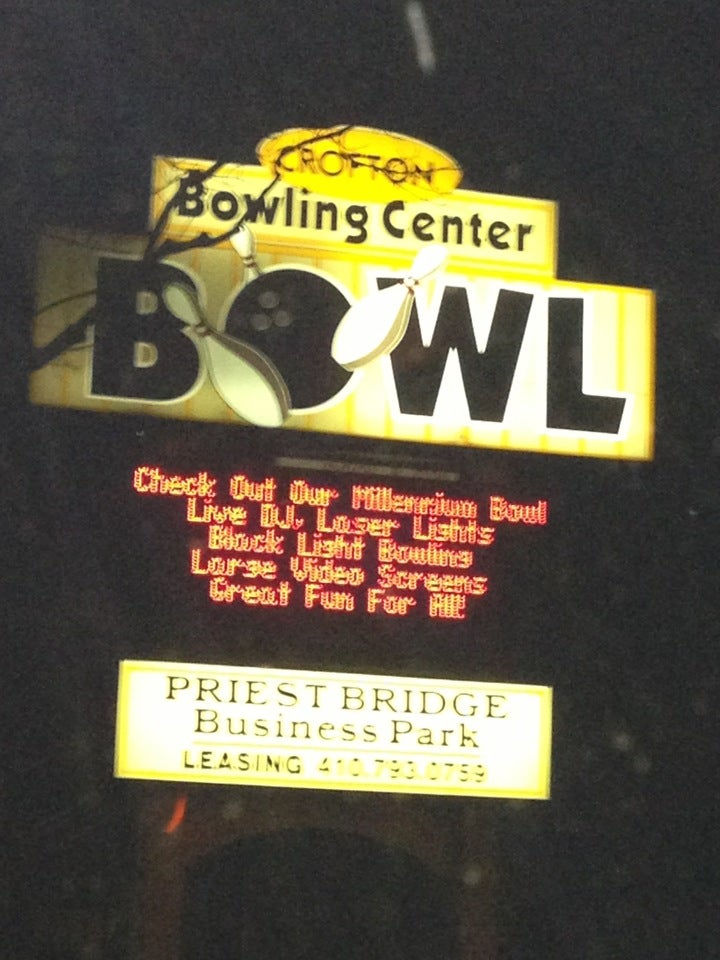 CROFTON
Bowling Center
BOWL
Check Out Our Millennium Bowl
Live DJ, Laser Lights
Black Light Bowling
Large Video Screens
Great Fun For All!
PRIEST BRIDGE
Business Park
LEASING 410.793.0759